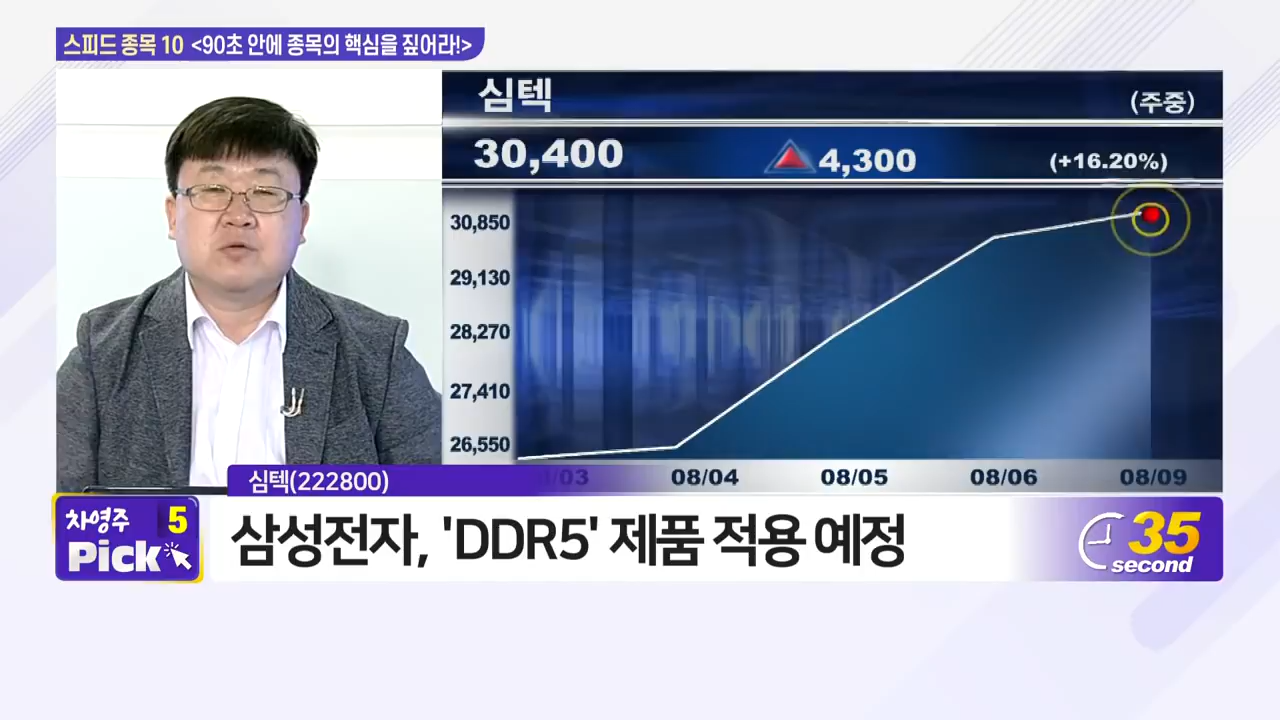 스피드 종목 10 <90초 안에 종목의 핵심을 짚어라!>
심텍
(주중)
30,400
4,300
(+16.20%)
30,850
29,130
28,270
27,410
26,550
/03
08/04
08/05
08/06
08/09
심텍(222800)
차영주
5
Pick
삼성전자, 'DDR5' 제품 적용 예정
35
second